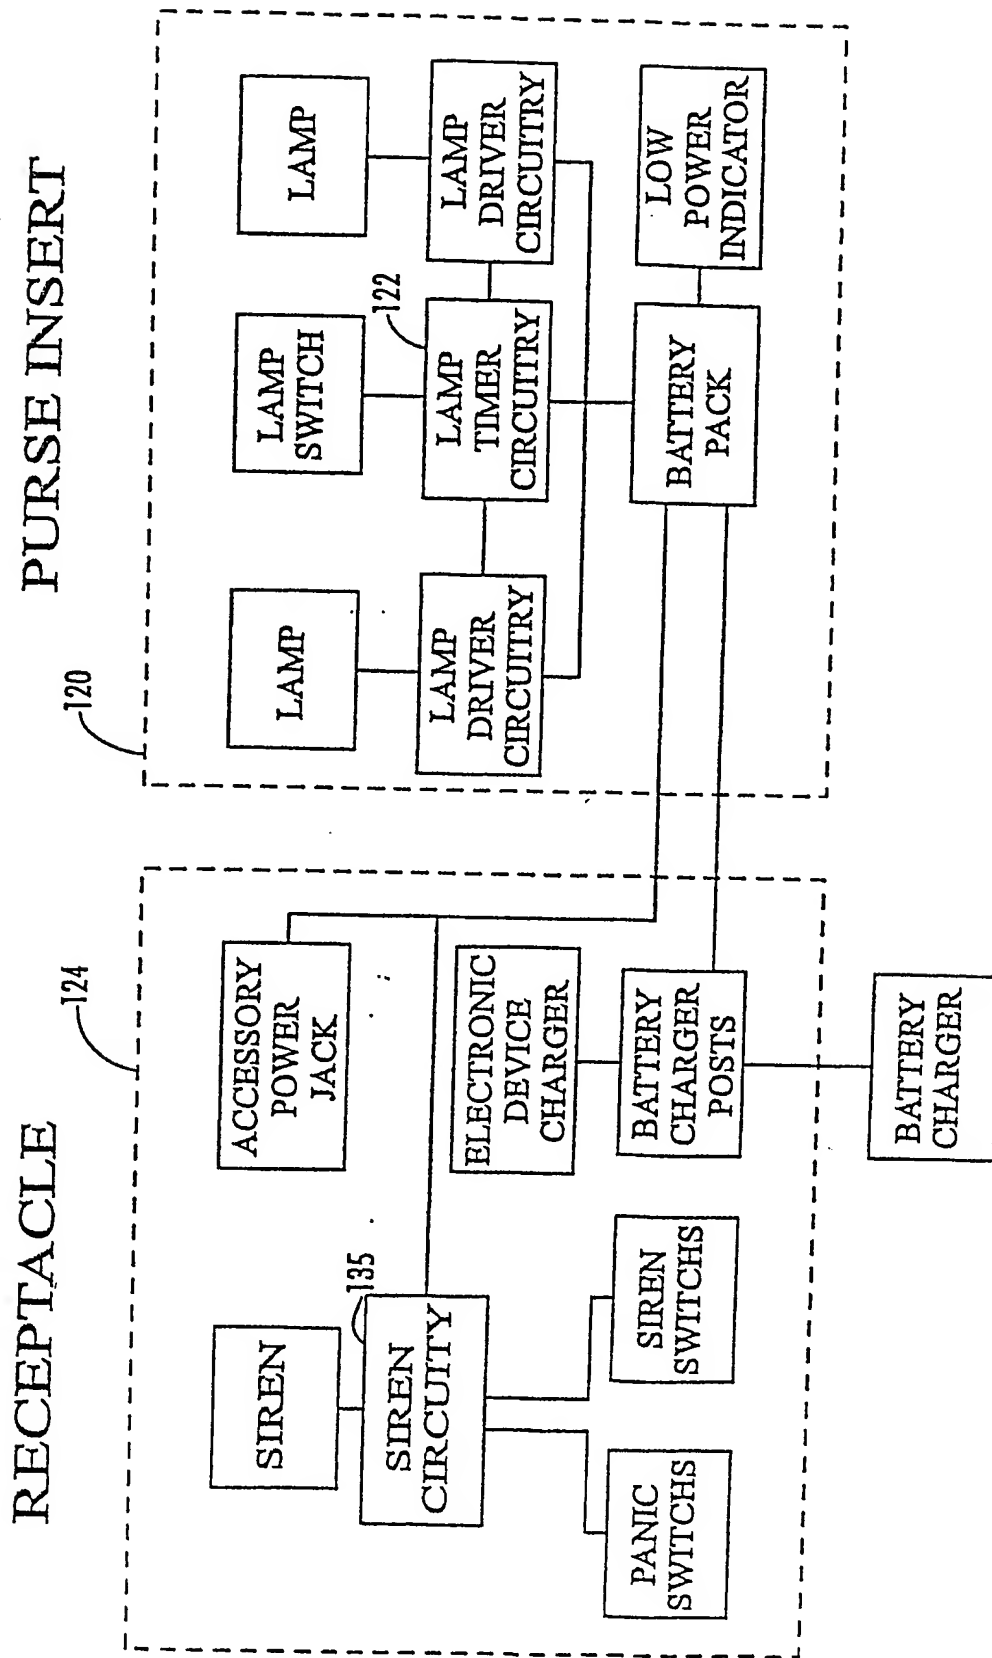 RECEPTACLE
124
SIREN
135
SIREN
CIRCUITY
PANIC
SWITCHS
SIREN
SWITCHS
ACCESSORY
POWER
JACK
ELECTRONIC
DEVICE
CHARGER
BATTERY
CHARGER
POSTS
BATTERY
CHARGER
PURSE INSERT
120
LAMP
LAMP
SWITCH
LAMP
122
LAMP
DRIVER
CIRCUITRY
LAMP
TIMER
CIRCUITRY
LAMP
DRIVER
CIRCUITRY
BATTERY
PACK
LOW
POWER
INDICATOR